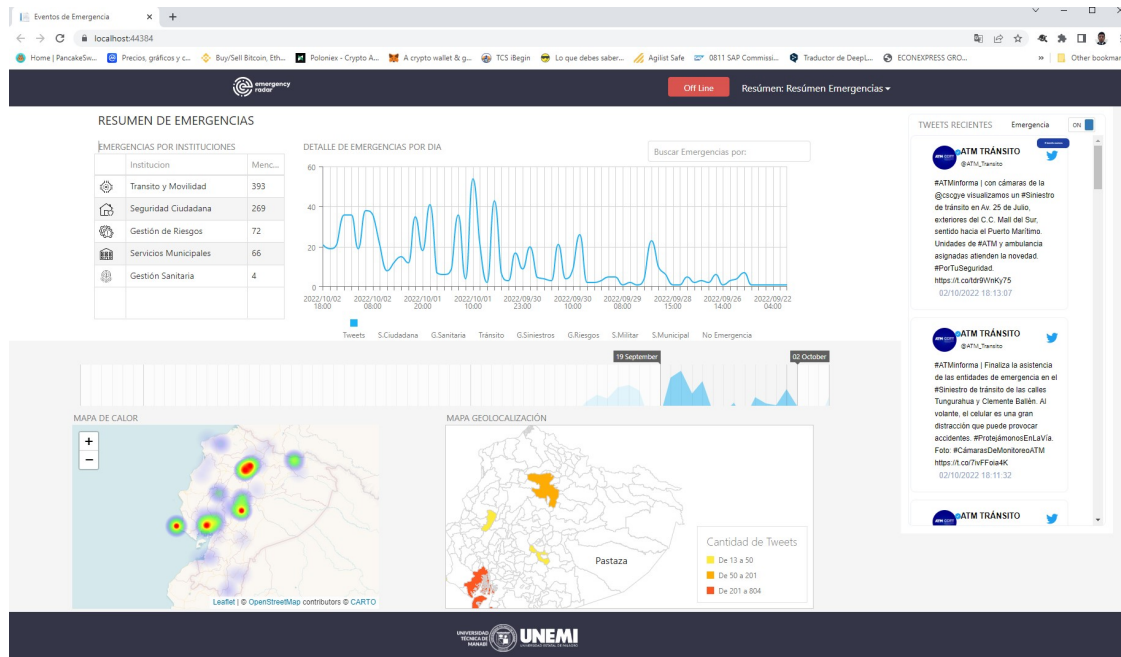 Eventos de Emergencia
localhost:44384
Home | PancakeSw...
Precios, gráficos y c...
Buy/Sell Bitcoin, Eth...
Poloniex - Crypto A...
A crypto wallet & g...
TCS iBegin
Lo que debes saber...
Agilist Safe
0811 SAP Commissi...
Traductor de DeepL...
ECONEXPRESS GRO...
Other bookmar
emergency
radar
Off Line
Resúmen: Resúmen Emergencias
RESUMEN DE EMERGENCIAS
EMERGENCIAS POR INSTITUCIONES
Institucion Menc...
Transito y Movilidad 393
Seguridad Ciudadana 269
Gestión de Riesgos 72
Servicios Municipales 66
Gestión Sanitaria 4
DETALLE DE EMERGENCIAS POR DIA
Buscar Emergencias por:
60
40
20
0
2022/10/02 2022/10/02 2022/10/01 2022/10/01 2022/09/30 2022/09/30 2022/09/29 2022/09/28 2022/09/26 2022/09/22
18:00 08:00 20:00 10:00 23:00 10:00 08:00 15:00 14:00 04:00
Tweets S.Ciudadana G.Sanitaria Tránsito G.Siniestros G.Riesgos S.Militar S.Municipal No Emergencia
19 September
02 October
MAPA DE CALOR
+
−
Leaflet | © OpenStreetMap contributors © CARTO
MAPA GEOLOCALIZACIÓN
Pastaza
Cantidad de Tweets
De 13 a 50
De 50 a 201
De 201 a 804
TWEETS RECIENTES Emergencia ON
ATM TRÁNSITO
@ATM_Transito
#ATMinforma | con cámaras de la
@cscgye visualizamos un #Siniestro
de tránsito en Av. 25 de Julio,
exteriores del C.C. Mall del Sur,
sentido hacia el Puerto Marítimo.
Unidades de #ATM y ambulancia
asignadas atienden la novedad.
#PorTuSeguridad.
https://t.co/tdr9WnKy75
02/10/2022 18:13:07
ATM TRÁNSITO
@ATM_Transito
#ATMinforma | Finaliza la asistencia
de las entidades de emergencia en el
#Siniestro de tránsito de las calles
Tungurahua y Clemente Ballén. Al
volante, el celular es una gran
distracción que puede provocar
accidentes. #ProtejámonosEnLaVía.
Foto: #CámarasDeMonitoreoATM
https://t.co/7ivFFoia4K
02/10/2022 18:11:32
ATM TRÁNSITO
@ATM_Transito
UNIVERSIDAD
TÉCNICA DE
MANABÍ
UNEMI